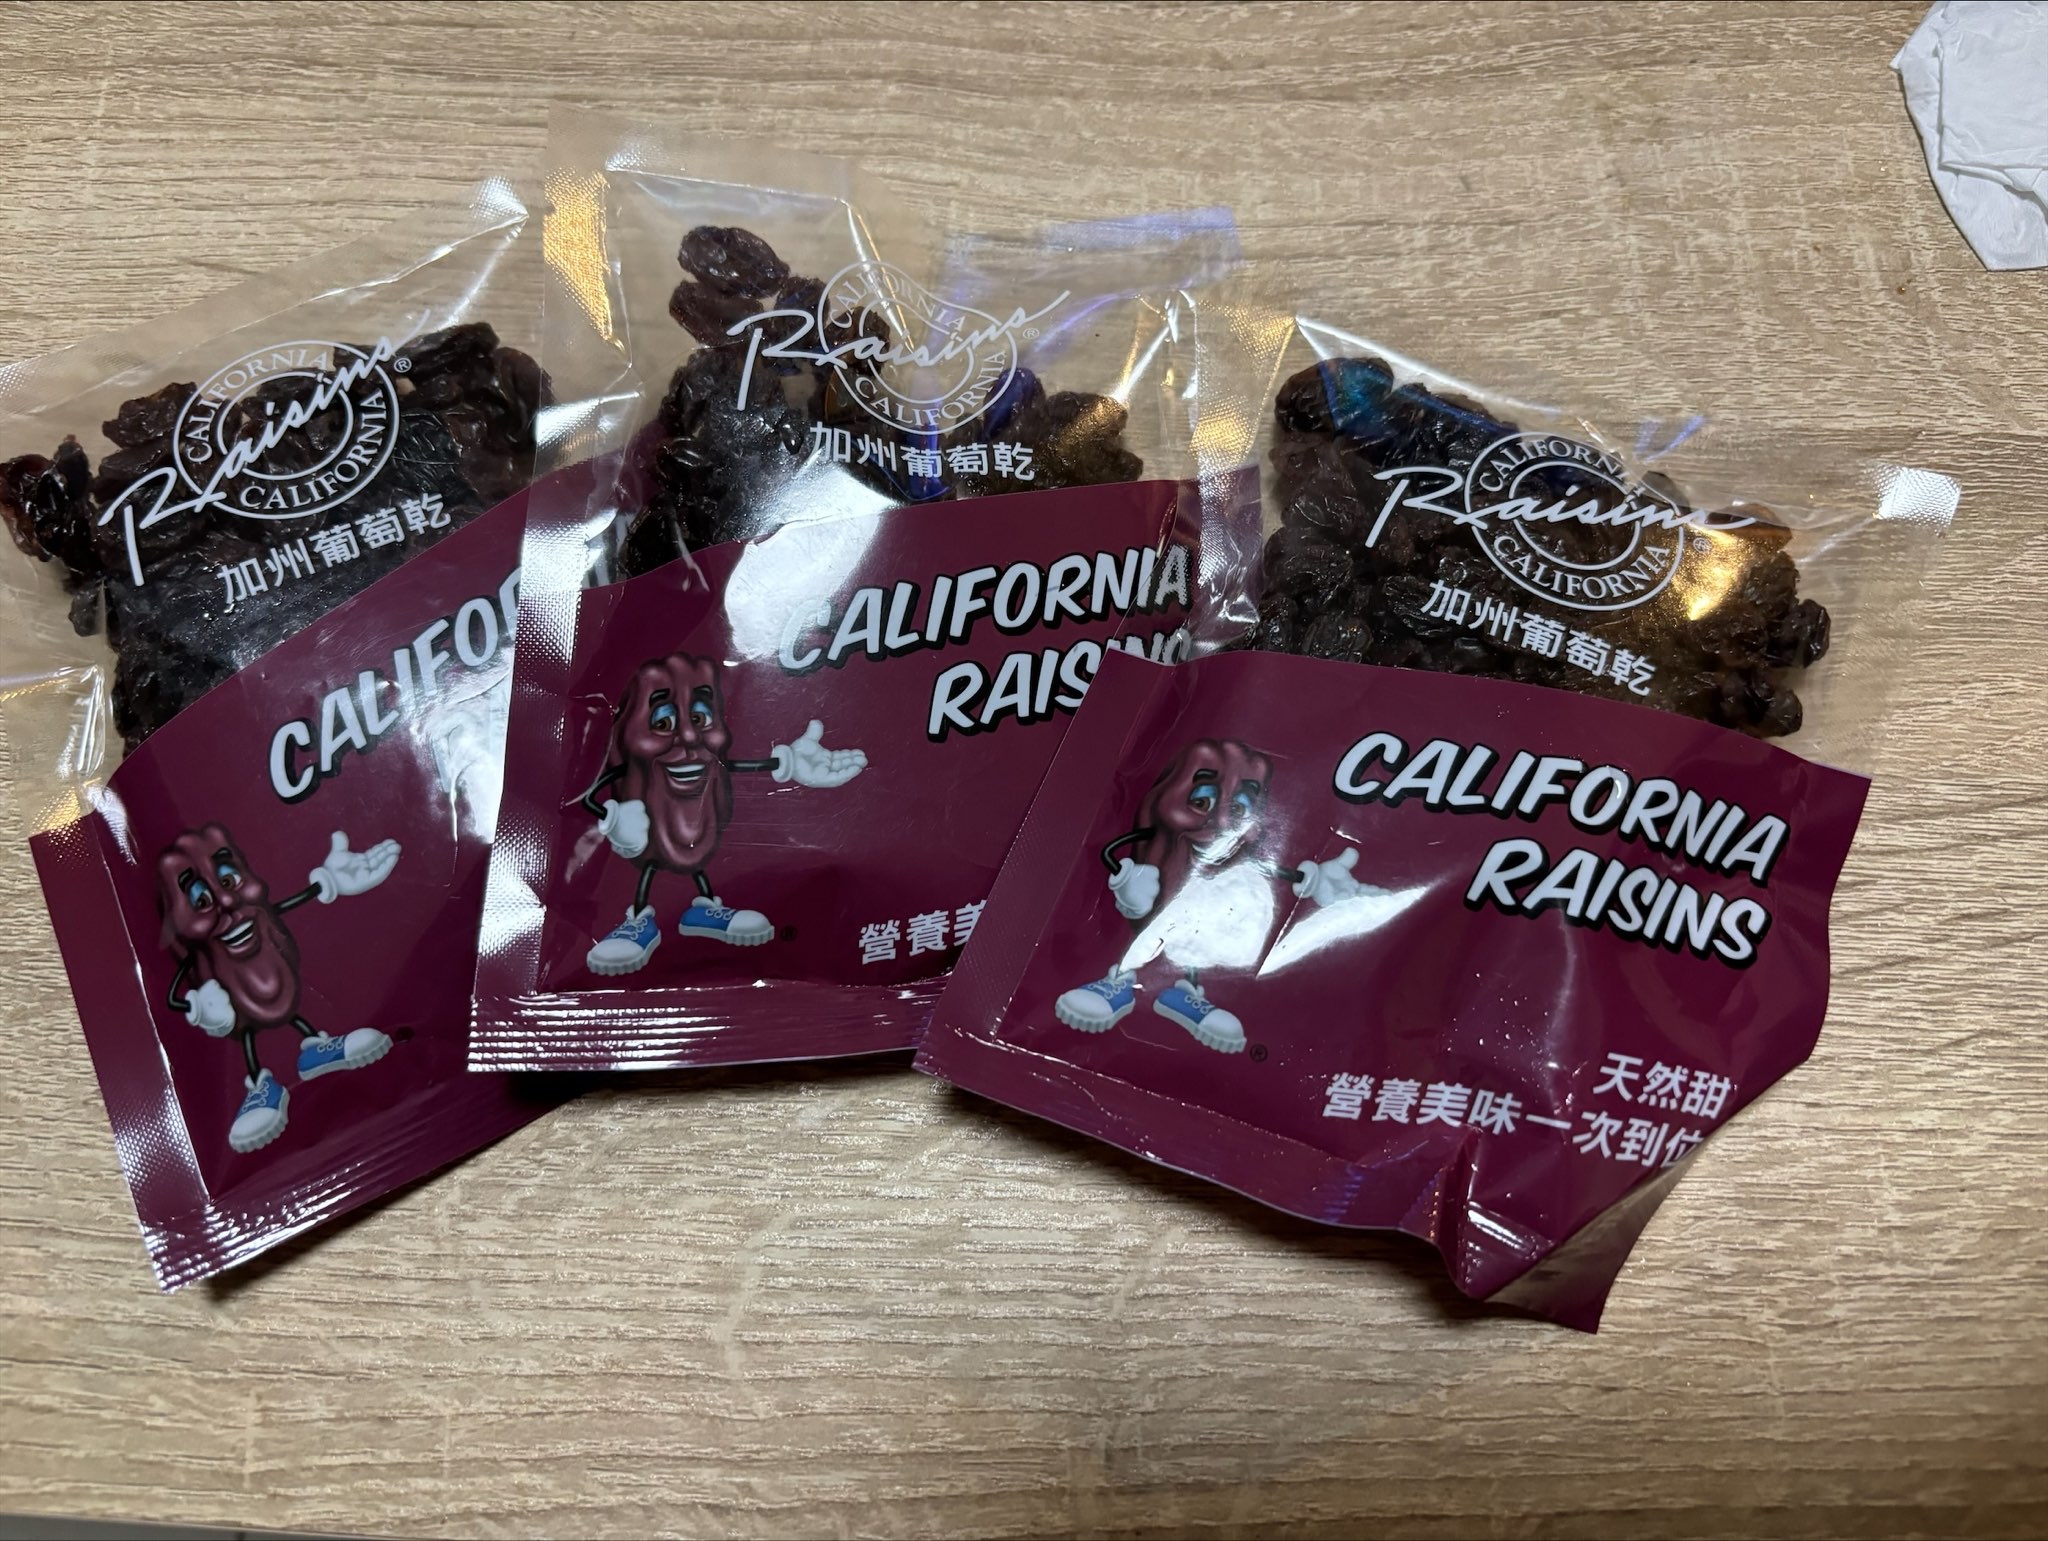 CALIFORNIA
Raisins®
CALIFORNIA
加州葡萄乾
CALIFOR
®
CALIFORNIA
Raisins®
CALIFORNIA
加州葡萄乾
CALIFORNIA
RAISINS
®
營養美
CALIFORNIA
Raisins®
CALIFORNIA
加州葡萄乾
CALIFORNIA
RAISINS
®
天然甜
營養美味一次到位